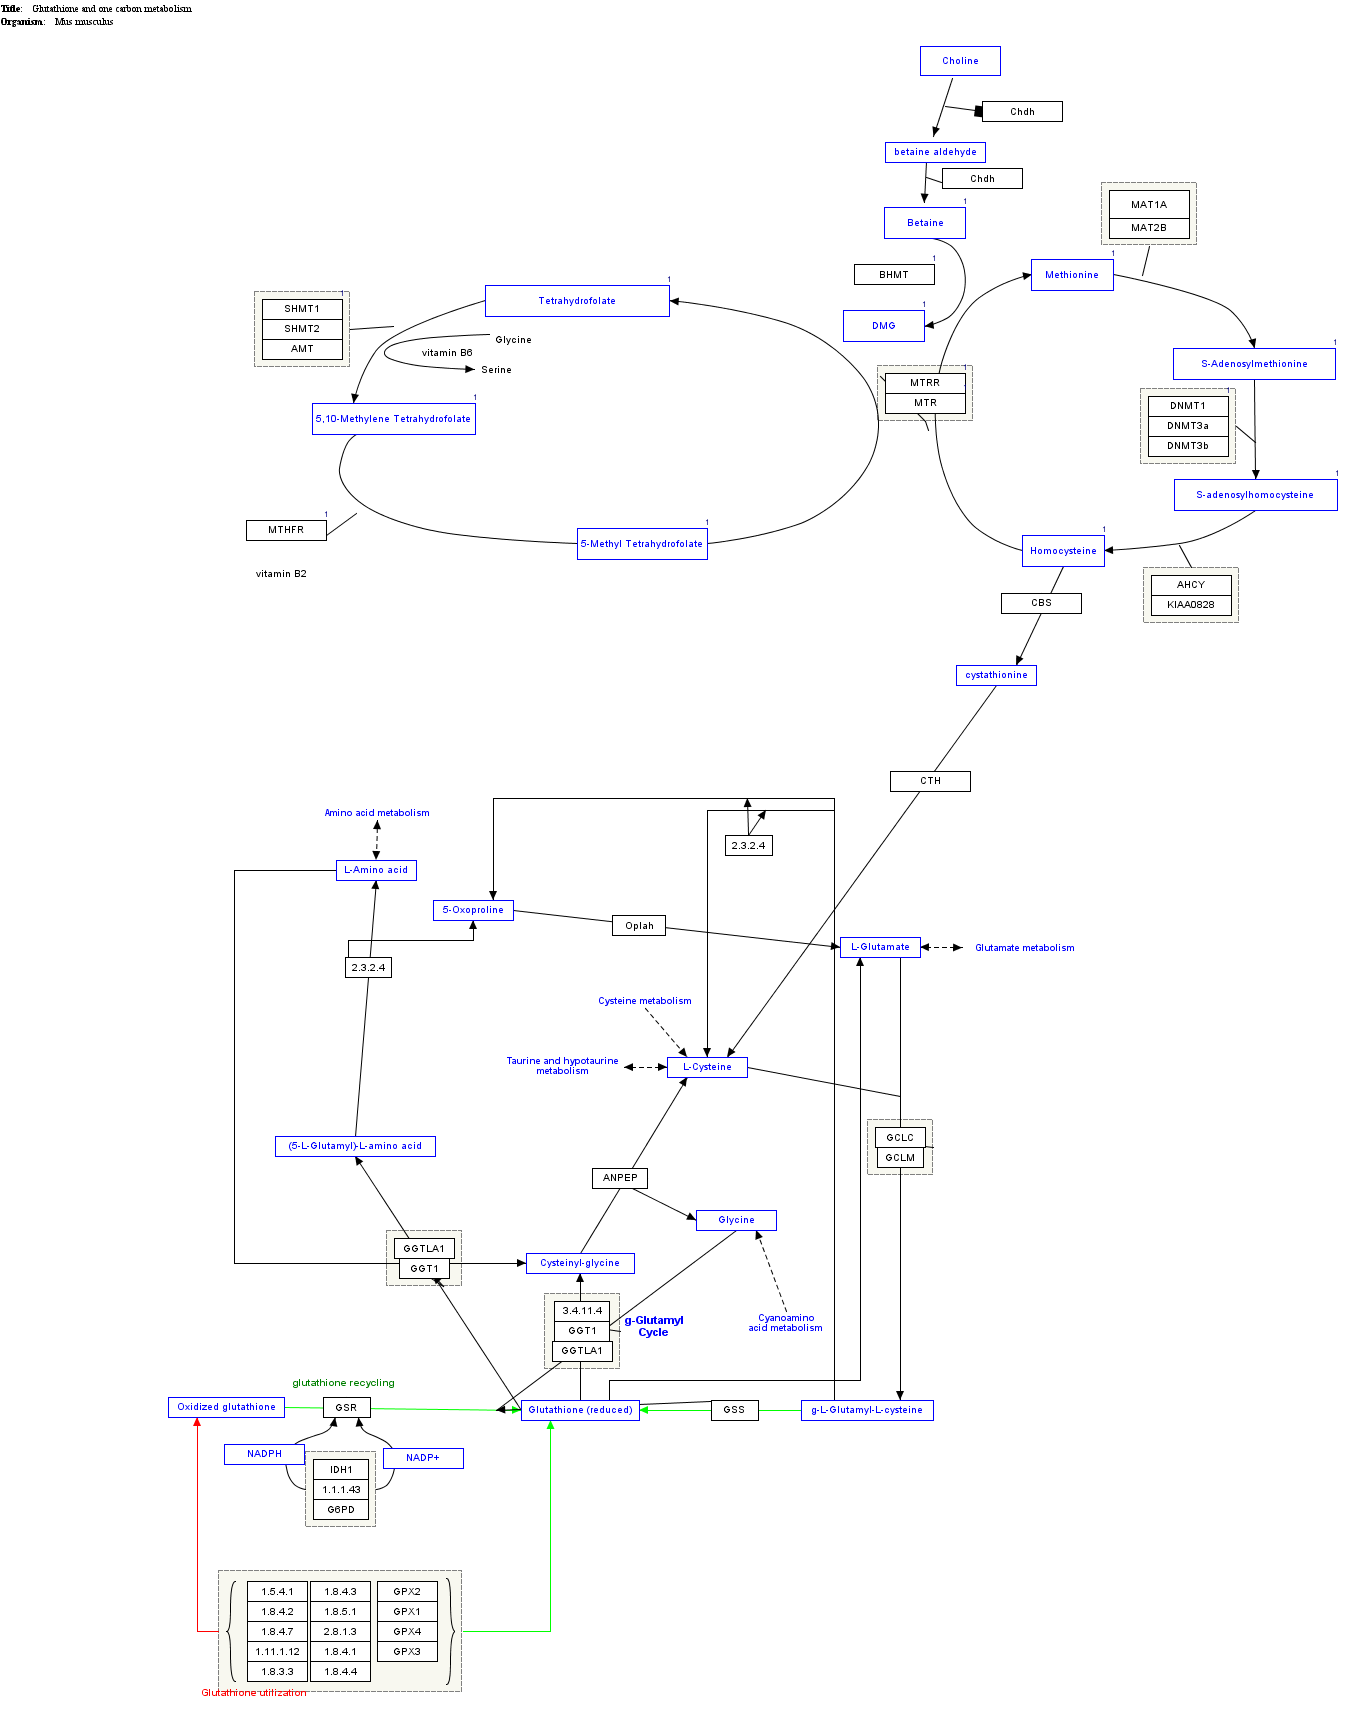 Title: Glutathione and one carbon metabolism
Organism: Mus musculus
Choline
Chdh
betaine aldehyde
Chdh
1
Betaine
MAT1A
MAT2B
1
BHMT
1
Methionine
1
Tetrahydrofolate
1
SHMT1
SHMT2
AMT
1
DMG
Glycine
vitamin B6
Serine
1
S-Adenosylmethionine
1
MTRR
MTR
1
5,10-Methylene Tetrahydrofolate
1
DNMT1
DNMT3a
DNMT3b
1
S-adenosylhomocysteine
1
MTHFR
1
5-Methyl Tetrahydrofolate
1
Homocysteine
vitamin B2
AHCY
KIAA0828
CBS
cystathionine
CTH
Amino acid metabolism
2.3.2.4
L-Amino acid
5-Oxoproline
Oplah
L-Glutamate
Glutamate metabolism
2.3.2.4
Cysteine metabolism
Taurine and hypotaurine
metabolism
L-Cysteine
(5-L-Glutamyl)-L-amino acid
GCLC
GCLM
ANPEP
Glycine
GGTLA1
GGT1
Cysteinyl-glycine
3.4.11.4
GGT1
GGTLA1
g-Glutamyl
Cycle
Cyanoamino
acid metabolism
glutathione recycling
Oxidized glutathione
GSR
Glutathione (reduced)
GSS
g-L-Glutamyl-L-cysteine
NADPH
NADP+
IDH1
1.1.1.43
G6PD
1.5.4.1
1.8.4.3
GPX2
1.8.4.2
1.8.5.1
GPX1
1.8.4.7
2.8.1.3
GPX4
1.11.1.12
1.8.4.1
GPX3
1.8.3.3
1.8.4.4
Glutathione utilization